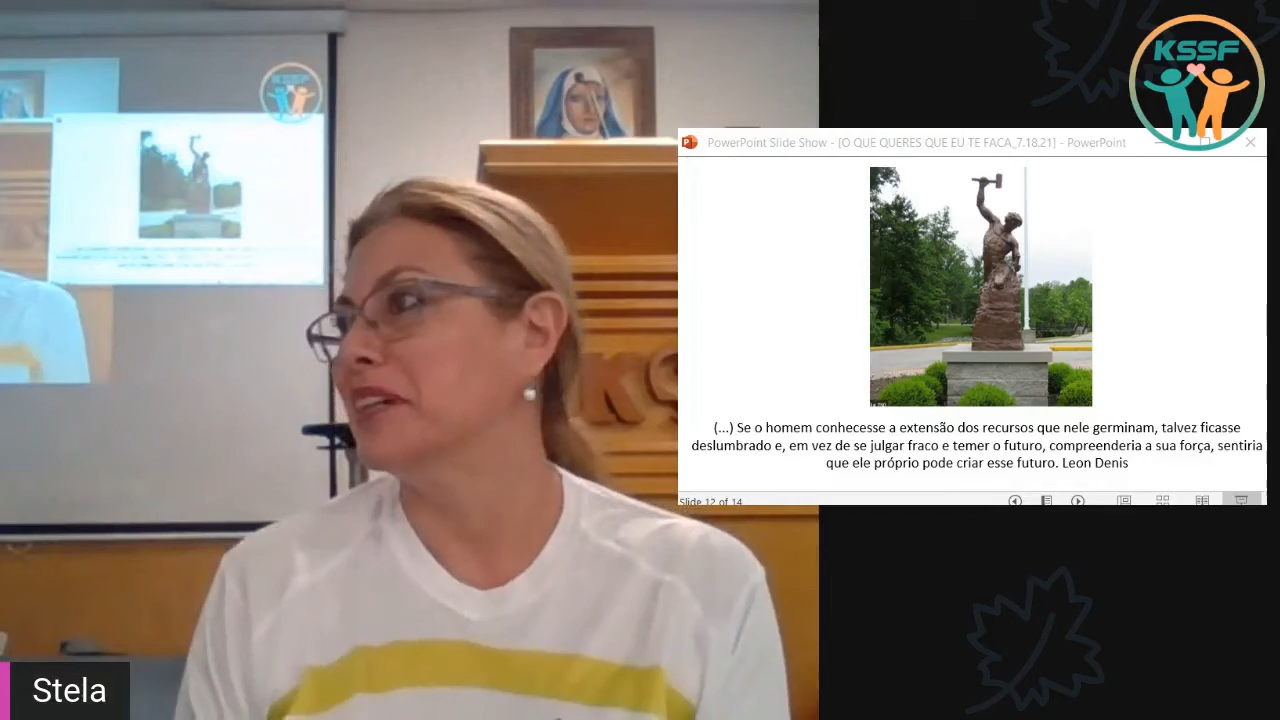 KSSF
KSSF
PowerPoint Slide Show - [O QUE QUERES QUE EU TE FACA_7.18.21] - PowerPoint
KS
(...) Se o homem conhecesse a extensão dos recursos que nele germinam, talvez ficasse
deslumbrado e, em vez de se julgar fraco e temer o futuro, compreenderia a sua força, sentiria
que ele próprio pode criar esse futuro. Leon Denis
Slide 12 of 14
Stela